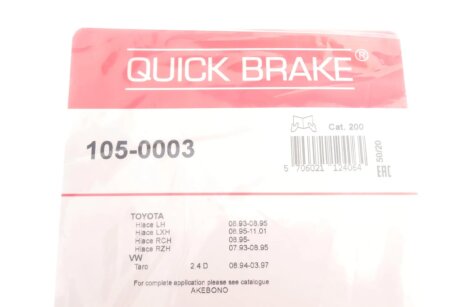 QUICK BRAKE®
Cat. 200
105-0003
5 706021 124064
50/20
EAC
TOYOTA
Hiace LH 08.93-08.95
Hiace LXH 08.95-11.01
Hiace RCH 08.95-
Hiace RZH 07.93-08.95
VW
Taro 2.4 D 08.94-03.97
For complete application please see catalogue
AKEBONO